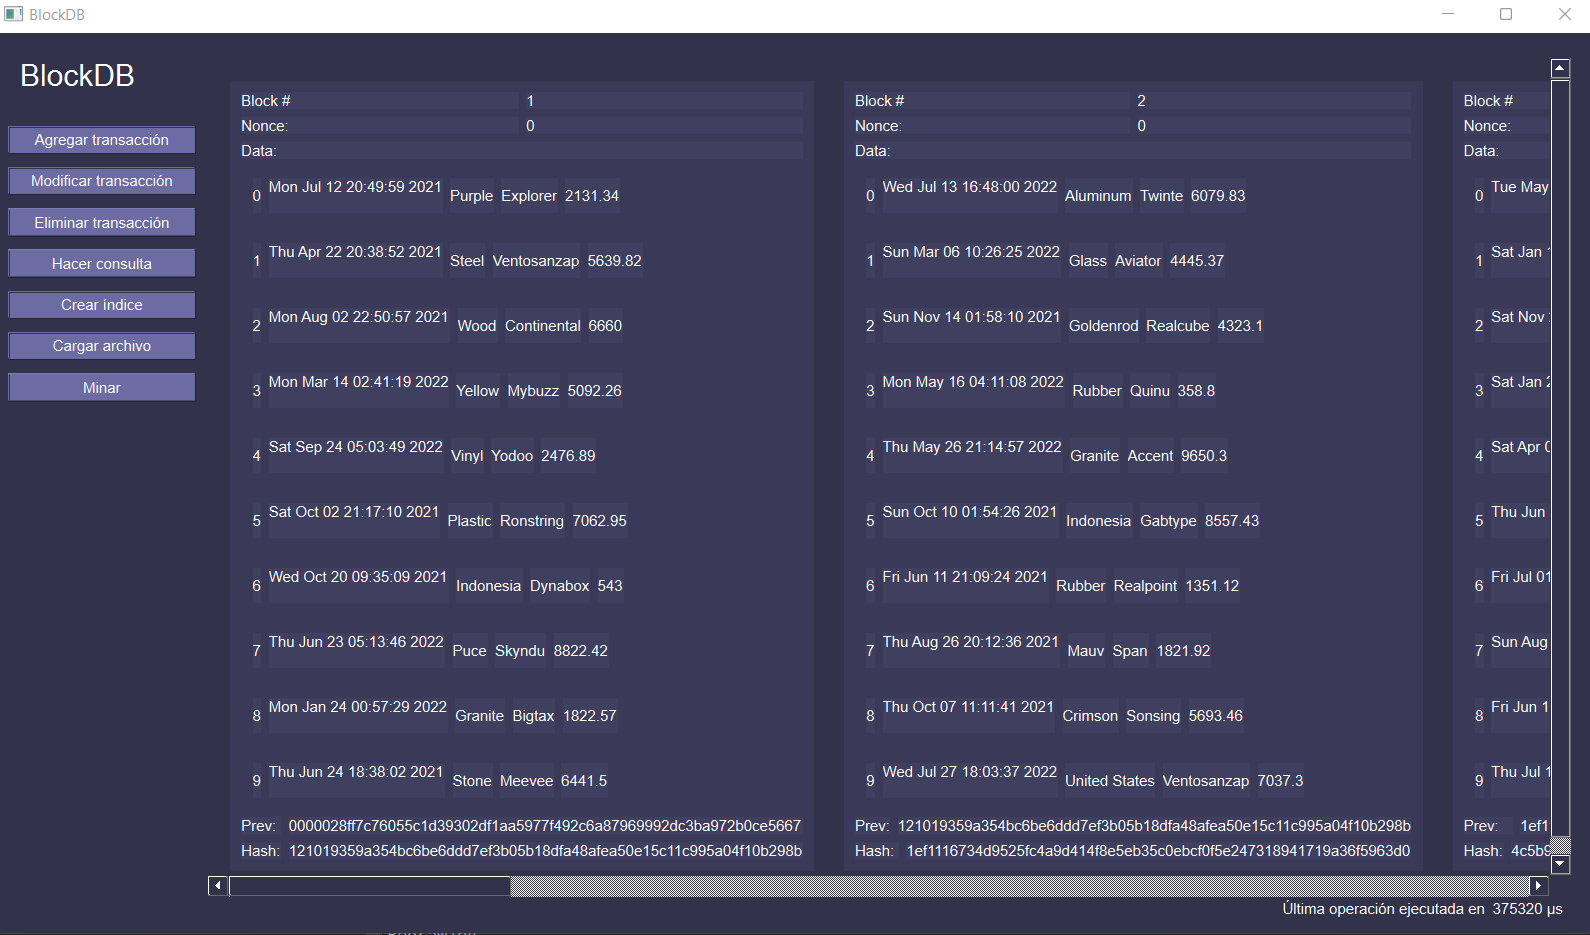 BlockDB
BlockDB
Agregar transacción
Modificar transacción
Eliminar transacción
Hacer consulta
Crear índice
Cargar archivo
Minar
Block # 1
Nonce: 0
Data:
0 Mon Jul 12 20:49:59 2021 Purple Explorer 2131.34
1 Thu Apr 22 20:38:52 2021 Steel Ventosanzap 5639.82
2 Mon Aug 02 22:50:57 2021 Wood Continental 6660
3 Mon Mar 14 02:41:19 2022 Yellow Mybuzz 5092.26
4 Sat Sep 24 05:03:49 2022 Vinyl Yodoo 2476.89
5 Sat Oct 02 21:17:10 2021 Plastic Ronstring 7062.95
6 Wed Oct 20 09:35:09 2021 Indonesia Dynabox 543
7 Thu Jun 23 05:13:46 2022 Puce Skyndu 8822.42
8 Mon Jan 24 00:57:29 2022 Granite Bigtax 1822.57
9 Thu Jun 24 18:38:02 2021 Stone Meevee 6441.5
Prev: 0000028ff7c76055c1d39302df1aa5977f492c6a87969992dc3ba972b0ce5667
Hash: 121019359a354bc6be6ddd7ef3b05b18dfa48afea50e15c11c995a04f10b298b
Block # 2
Nonce: 0
Data:
0 Wed Jul 13 16:48:00 2022 Aluminum Twinte 6079.83
1 Sun Mar 06 10:26:25 2022 Glass Aviator 4445.37
2 Sun Nov 14 01:58:10 2021 Goldenrod Realcube 4323.1
3 Mon May 16 04:11:08 2022 Rubber Quinu 358.8
4 Thu May 26 21:14:57 2022 Granite Accent 9650.3
5 Sun Oct 10 01:54:26 2021 Indonesia Gabtype 8557.43
6 Fri Jun 11 21:09:24 2021 Rubber Realpoint 1351.12
7 Thu Aug 26 20:12:36 2021 Mauv Span 1821.92
8 Thu Oct 07 11:11:41 2021 Crimson Sonsing 5693.46
9 Wed Jul 27 18:03:37 2022 United States Ventosanzap 7037.3
Prev: 121019359a354bc6be6ddd7ef3b05b18dfa48afea50e15c11c995a04f10b298b
Hash: 1ef1116734d9525fc4a9d414f8e5eb35c0ebcf0f5e247318941719a36f5963d0
Block #
Nonce:
Data:
0 Tue May
1 Sat Jan
2 Sat Nov
3 Sat Jan
4 Sat Apr
5 Thu Jun
6 Fri Jul 01
7 Sun Aug
8 Fri Jun 1
9 Thu Jul 1
Prev: 1ef1
Hash: 4c5b9
Última operación ejecutada en 375320 µs